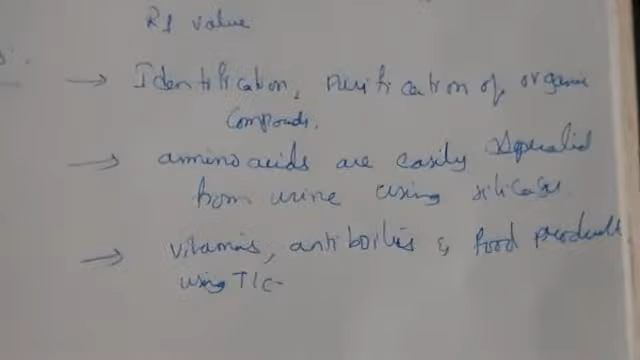 Rf value
→ Identification, purification of organic
compounds.
→ amino acids are easily separated
from urine using silica gel
→ vitamins, antibiotics & food products
using TLC